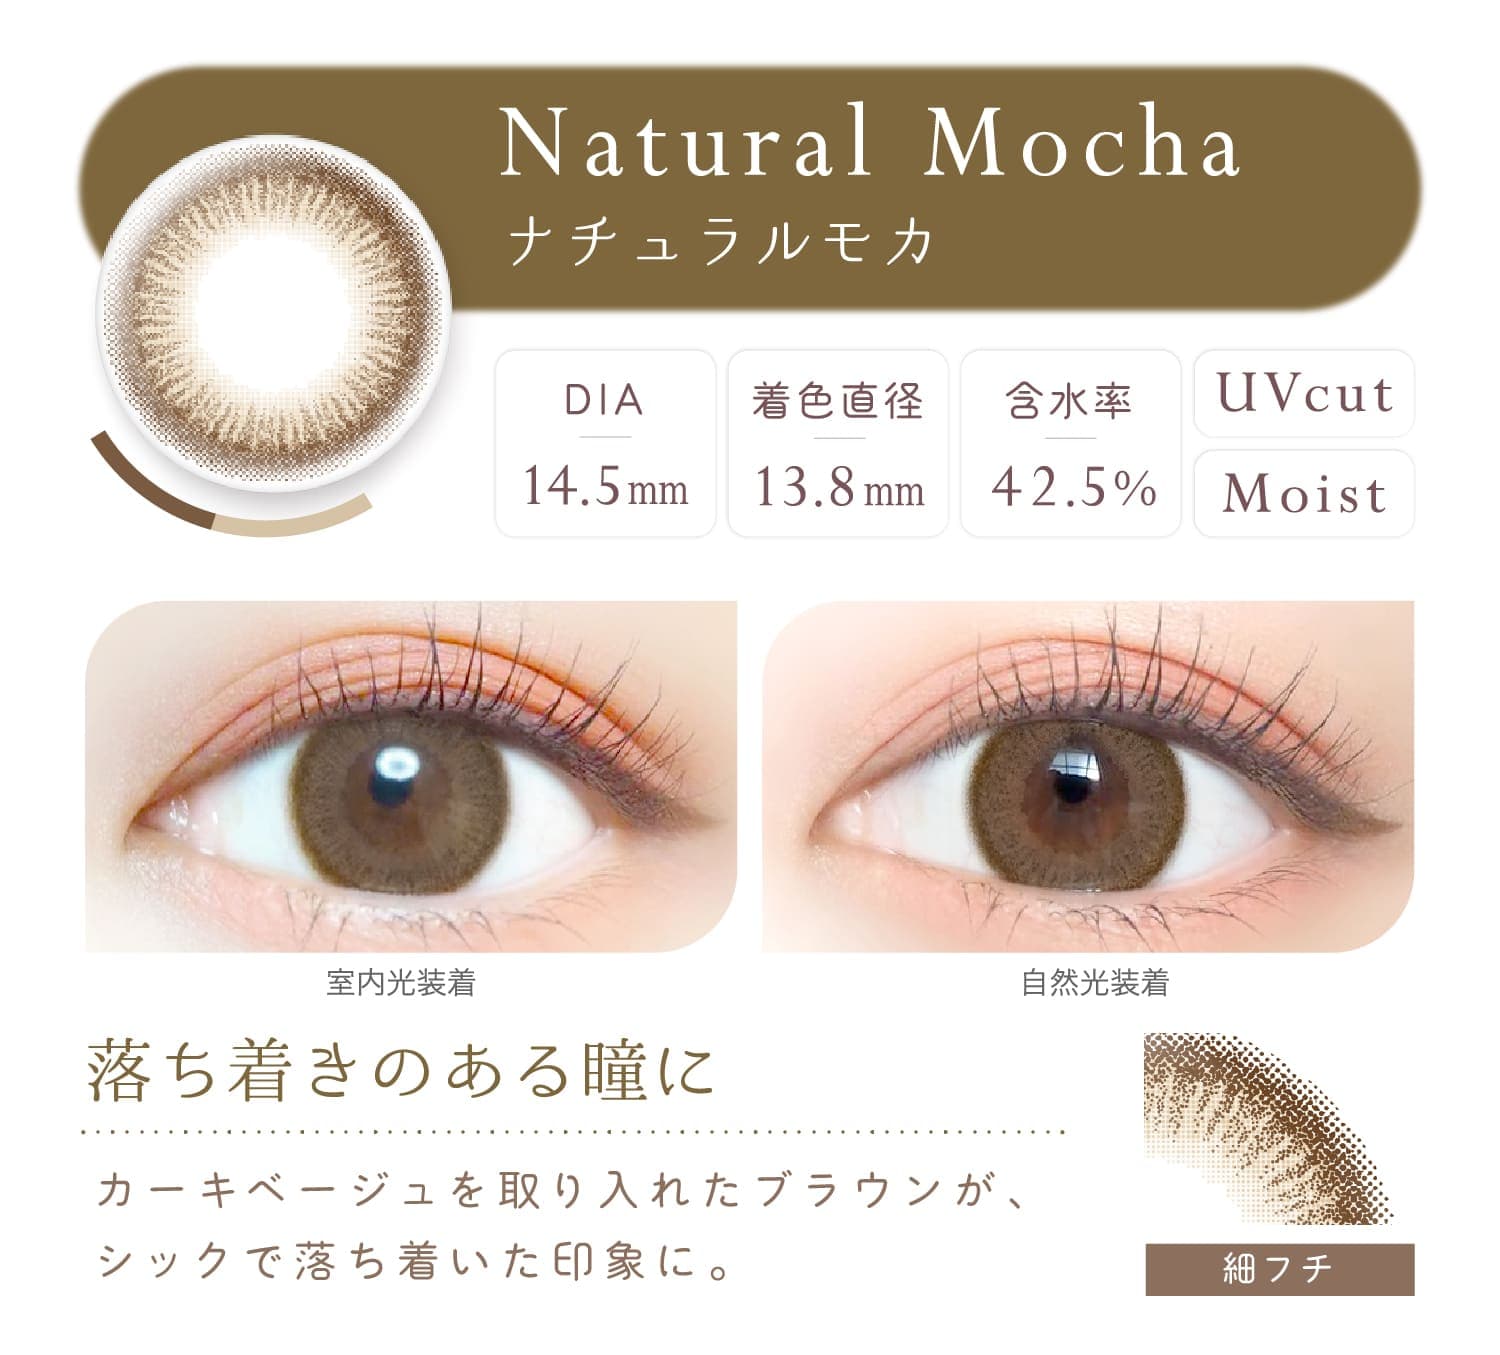 Natural Mocha
ナチュラルモカ
DIA
14.5mm
着色直径
13.8mm
含水率
42.5%
UVcut
Moist
室内光装着
自然光装着
落ち着きのある瞳に
カーキベージュを取り入れたブラウンが、
シックで落ち着いた印象に。
細フチ